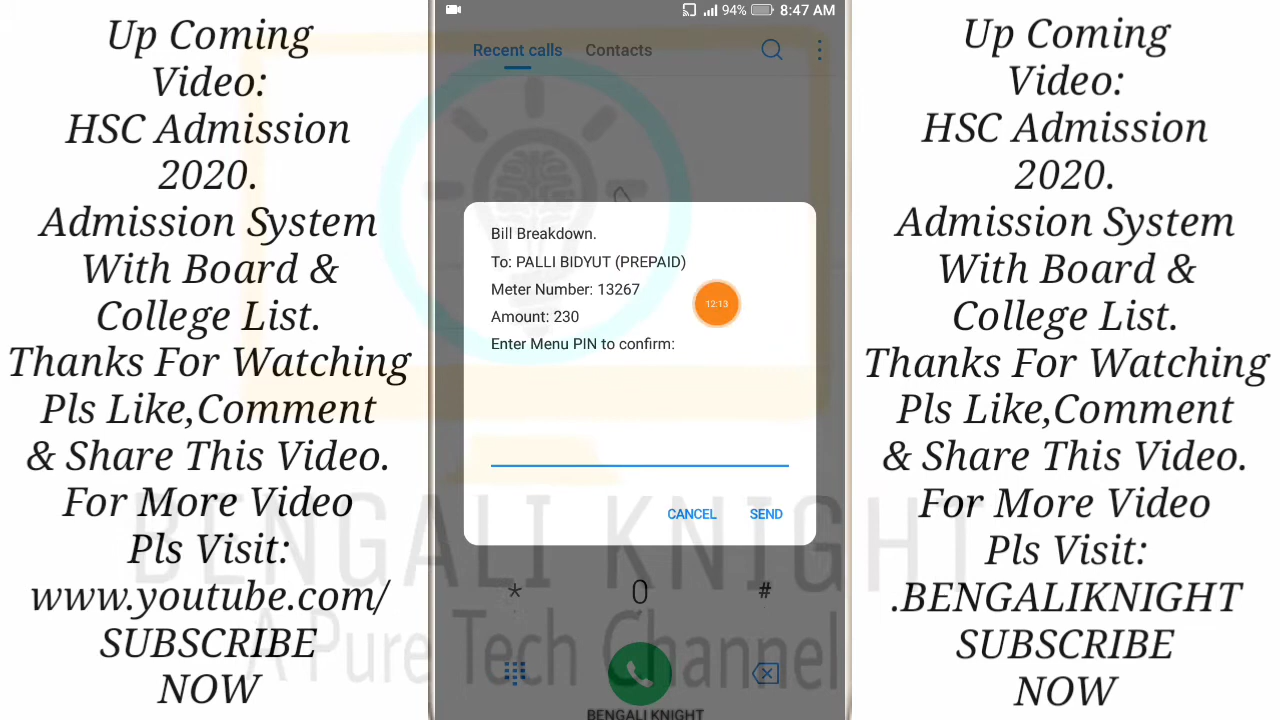 Up Coming
Video:
HSC Admission
2020.
Admission System
With Board &
College List.
Thanks For Watching
Pls Like,Comment
& Share This Video.
For More Video
Pls Visit:
www.youtube.com/
SUBSCRIBE
NOW
94% 8:47 AM
Recent calls Contacts
Bill Breakdown.
To: PALLI BIDYUT (PREPAID)
Meter Number: 13267
12:13
Amount: 230
Enter Menu PIN to confirm:
CANCEL SEND
* 0 #
BENGALI KNIGHT
A Pure Tech Channel
BENGALI KNIGHT
Up Coming
Video:
HSC Admission
2020.
Admission System
With Board &
College List.
Thanks For Watching
Pls Like,Comment
& Share This Video.
For More Video
Pls Visit:
.BENGALIKNIGHT
SUBSCRIBE
NOW